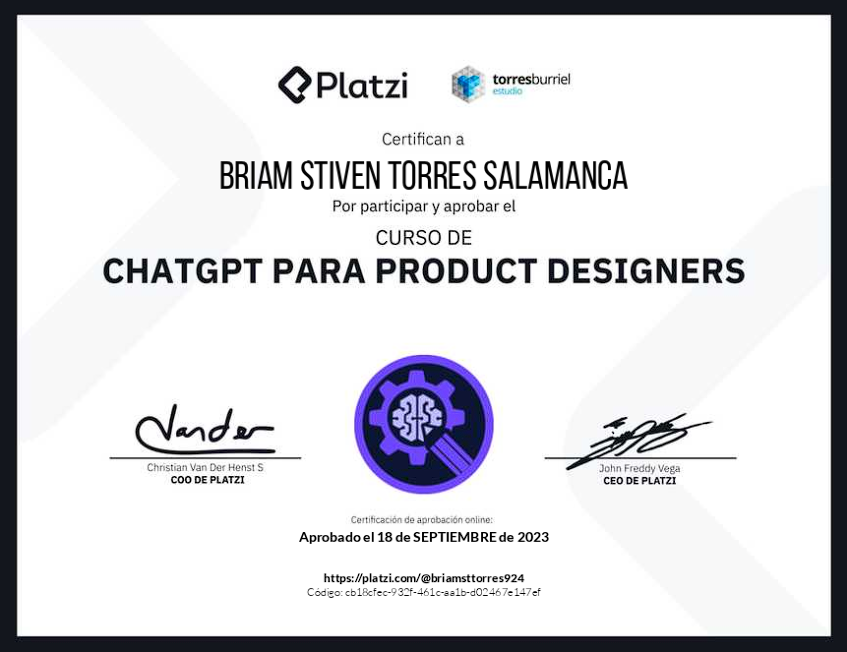 Platzi torresburriel
estudio
Certifican a
BRIAM STIVEN TORRES SALAMANCA
Por participar y aprobar el
CURSO DE
CHATGPT PARA PRODUCT DESIGNERS
Vander
Christian Van Der Henst S
COO DE PLATZI
John Freddy Vega
CEO DE PLATZI
Certificación de aprobación online:
Aprobado el 18 de SEPTIEMBRE de 2023
https://platzi.com/@briamsttorres924
Código: cb18cfec-932f-461c-aa1b-d02467e147ef